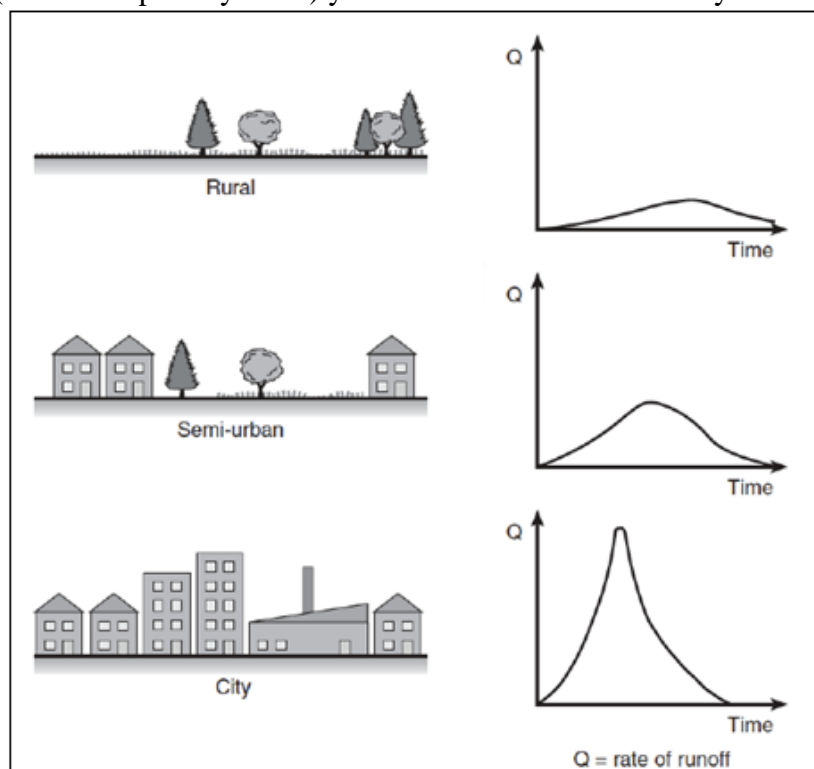 Q
Rural
Time
Q
Semi-urban
Time
Q
City
Time
Q = rate of runoff